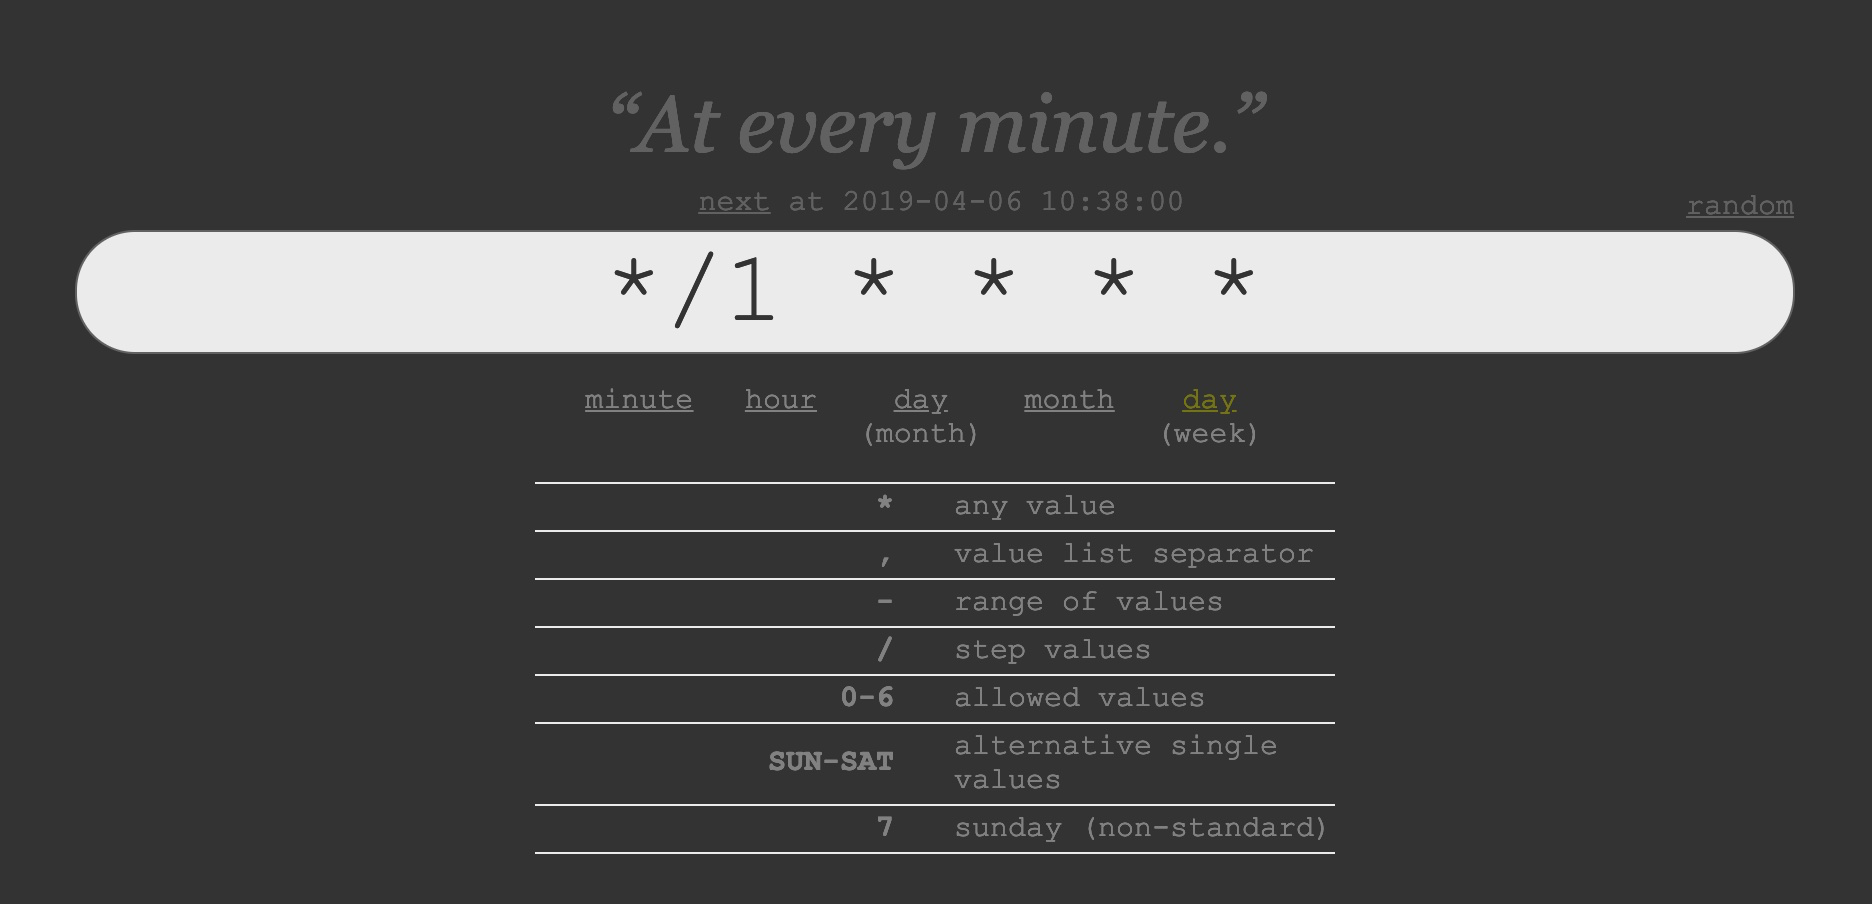 “At every minute.”
next at 2019-04-06 10:38:00
random
*/1 * * * *
minute hour day (month) month day (week)
* any value
, value list separator
- range of values
/ step values
0-6 allowed values
SUN-SAT alternative single
values
7 sunday (non-standard)